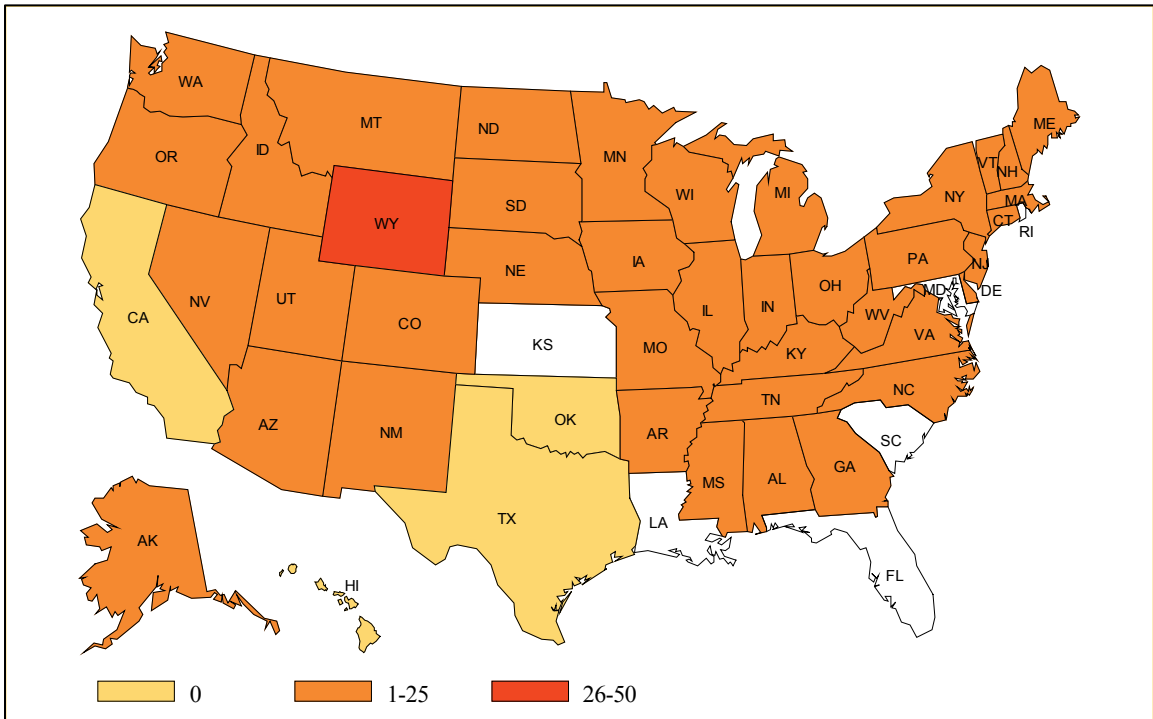 WA
MT
ND
ME
OR
ID
MN
VT
NH
WI
MI
NY
MA
SD
WY
CT
RI
IA
PA
NE
NJ
NV
UT
OH
MD
DE
CA
CO
IL
IN
WV
VA
KS
MO
KY
NC
TN
OK
AZ
NM
AR
SC
GA
MS
AL
TX
LA
AK
FL
HI
0
1-25
26-50